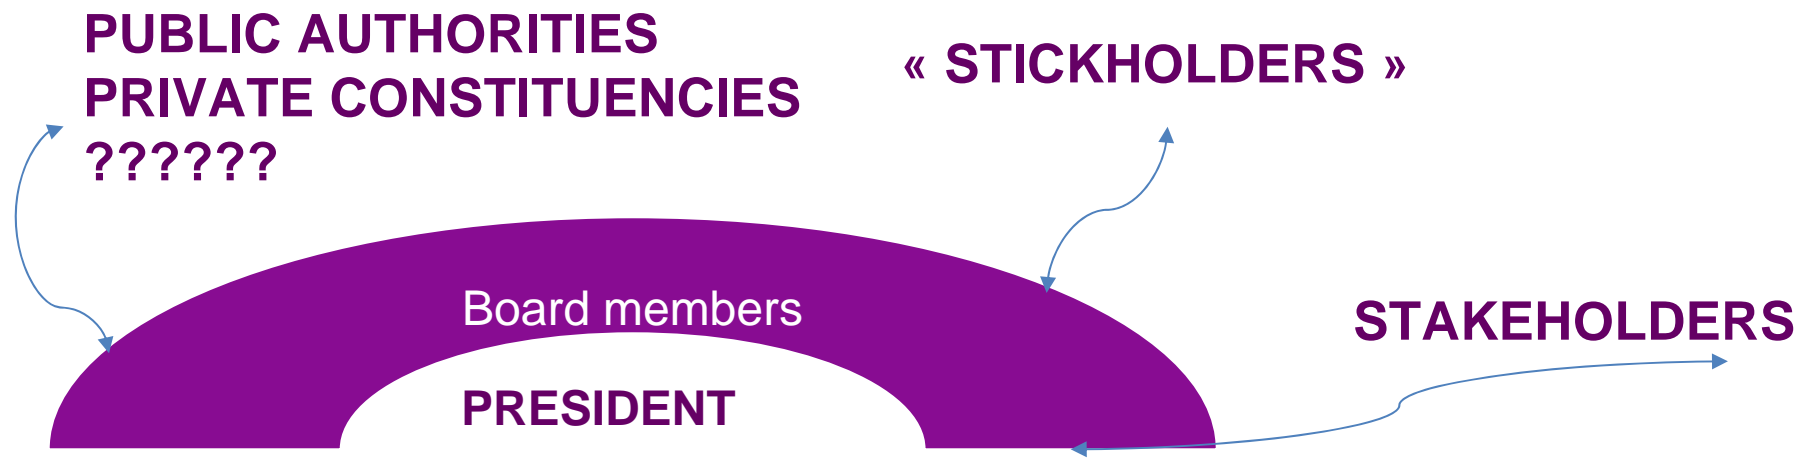 PUBLIC AUTHORITIES
PRIVATE CONSTITUENCIES
??????
« STICKHOLDERS »
Board members
STAKEHOLDERS
PRESIDENT